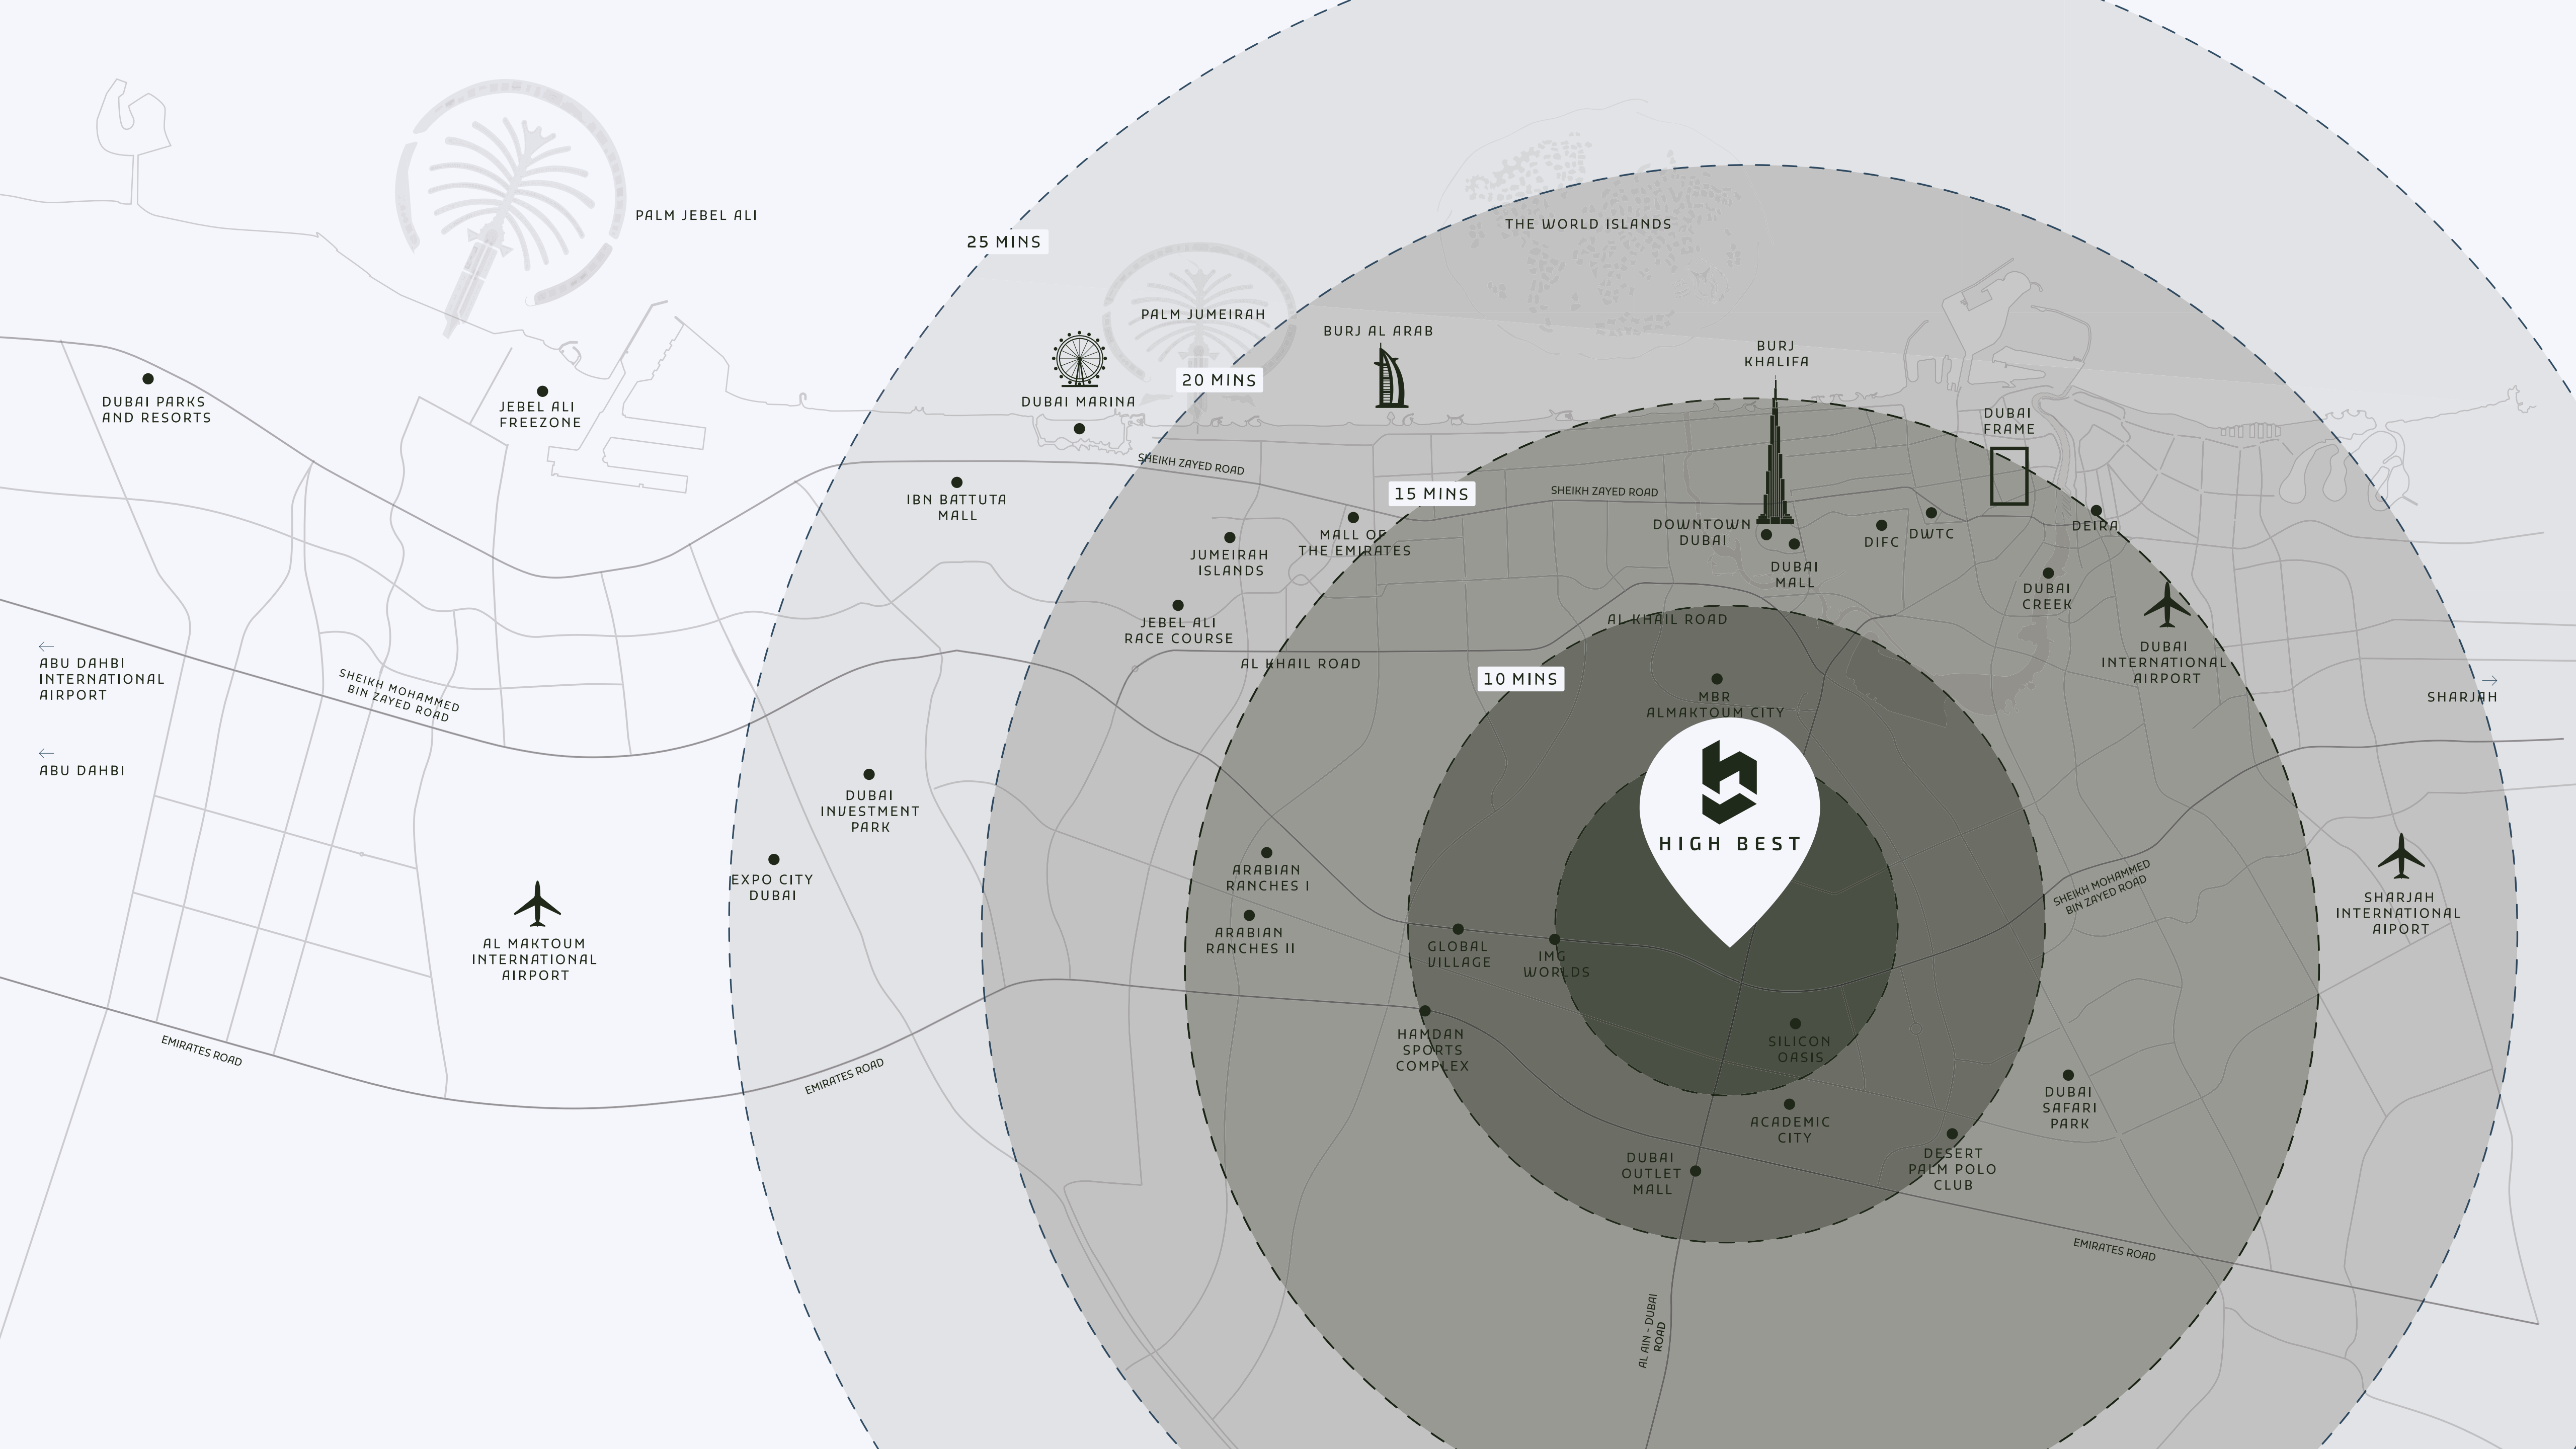 PALM JEBEL ALI
25 MINS
THE WORLD ISLANDS
PALM JUMEIRAH
BURJ AL ARAB
BURJ
KHALIFA
20 MINS
DUBAI MARINA
DUBAI PARKS
AND RESORTS
JEBEL ALI
FREEZONE
DUBAI
FRAME
SHEIKH ZAYED ROAD
15 MINS
SHEIKH ZAYED ROAD
IBN BATTUTA
MALL
JUMEIRAH
ISLANDS
MALL OF
THE EMIRATES
DOWNTOWN
DUBAI
DUBAI
MALL
DIFC
DWTC
DEIRA
DUBAI
CREEK
JEBEL ALI
RACE COURSE
AL KHAIL ROAD
AL KHAIL ROAD
10 MINS
DUBAI
INTERNATIONAL
AIRPORT
ABU DAHBI
INTERNATIONAL
AIRPORT
SHEIKH MOHAMMED
BIN ZAYED ROAD
MBR
ALMAKTOUM CITY
SHARJAH
ABU DAHBI
DUBAI
INVESTMENT
PARK
HIGH BEST
EXPO CITY
DUBAI
ARABIAN
RANCHES I
ARABIAN
RANCHES II
SHEIKH MOHAMMED
BIN ZAYED ROAD
SHARJAH
INTERNATIONAL
AIPORT
AL MAKTOUM
INTERNATIONAL
AIRPORT
GLOBAL
VILLAGE
IMG
WORLDS
HAMDAN
SPORTS
COMPLEX
SILICON
OASIS
EMIRATES ROAD
EMIRATES ROAD
DUBAI
SAFARI
PARK
ACADEMIC
CITY
DUBAI
OUTLET
MALL
DESERT
PALM POLO
CLUB
EMIRATES ROAD
AL AIN - DUBAI
ROAD